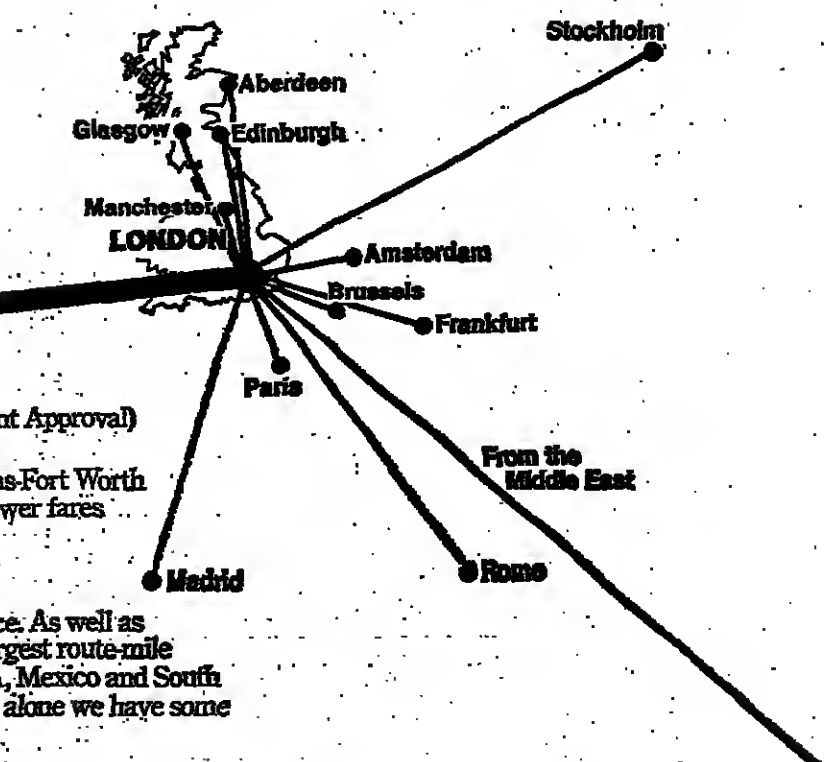 Stockholm
Aberdeen
Glasgow
Edinburgh
Manchester
LONDON
Amsterdam
Brussels
Frankfurt
Paris
nt Approval)
From the
Middle East
as-Fort Worth
wer fares
Madrid
Rome
ce. As well as
rgest route-mile
, Mexico and South
alone we have some